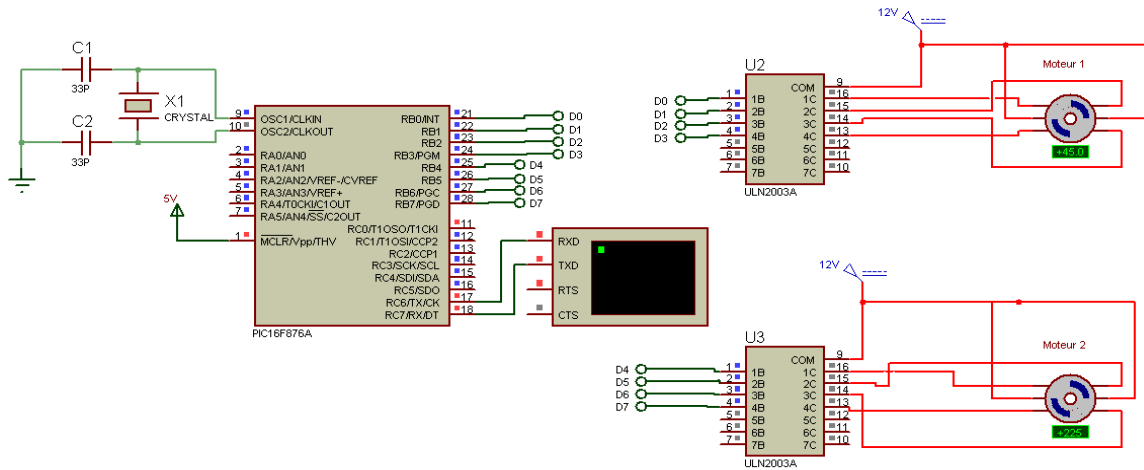 C1
33P
X1
CRYSTAL
C2
33P
5V
9 OSC1/CLKIN
10 OSC2/CLKOUT
2 RA0/AN0
3 RA1/AN1
4 RA2/AN2/VREF-/CVREF
5 RA3/AN3/VREF+
6 RA4/T0CKI/C1OUT
7 RA5/AN4/SS/C2OUT
1 MCLR/Vpp/THV
RB0/INT 21 D0
RB1 22 D1
RB2 23 D2
RB3/PGM 24 D3
RB4 25 D4
RB5 26 D5
RB6/PGC 27 D6
RB7/PGD 28 D7
RC0/T1OSO/T1CKI 11
RC1/T1OSI/CCP2 12
RC2/CCP1 13
RC3/SCK/SCL 14
RC4/SDI/SDA 15
RC5/SDO 16
RC6/TX/CK 17
RC7/RX/DT 18
PIC16F876A
RXD
TXD
RTS
CTS
12V
U2
COM 9
D0 1 1B 1C 16
D1 2 2B 2C 15
D2 3 3B 3C 14
D3 4 4B 4C 13
5 5B 5C 12
6 6B 6C 11
7 7B 7C 10
ULN2003A
Moteur 1
+45.0
12V
U3
COM 9
D4 1 1B 1C 16
D5 2 2B 2C 15
D6 3 3B 3C 14
D7 4 4B 4C 13
5 5B 5C 12
6 6B 6C 11
7 7B 7C 10
ULN2003A
Moteur 2
+225